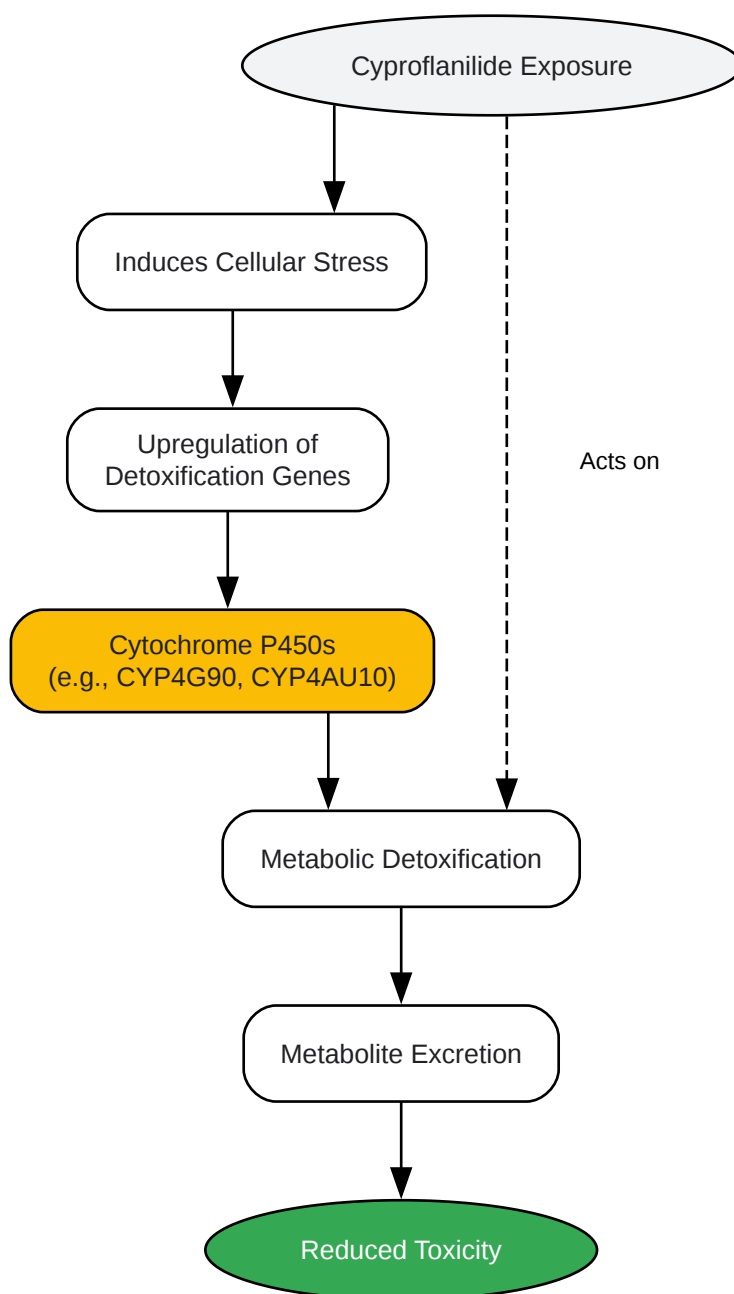 Cyproflanilide Exposure
Induces Cellular Stress
Upregulation of
Detoxification Genes
Acts on
Cytochrome P450s
(e.g., CYP4G90, CYP4AU10)
Metabolic Detoxification
Metabolite Excretion
Reduced Toxicity